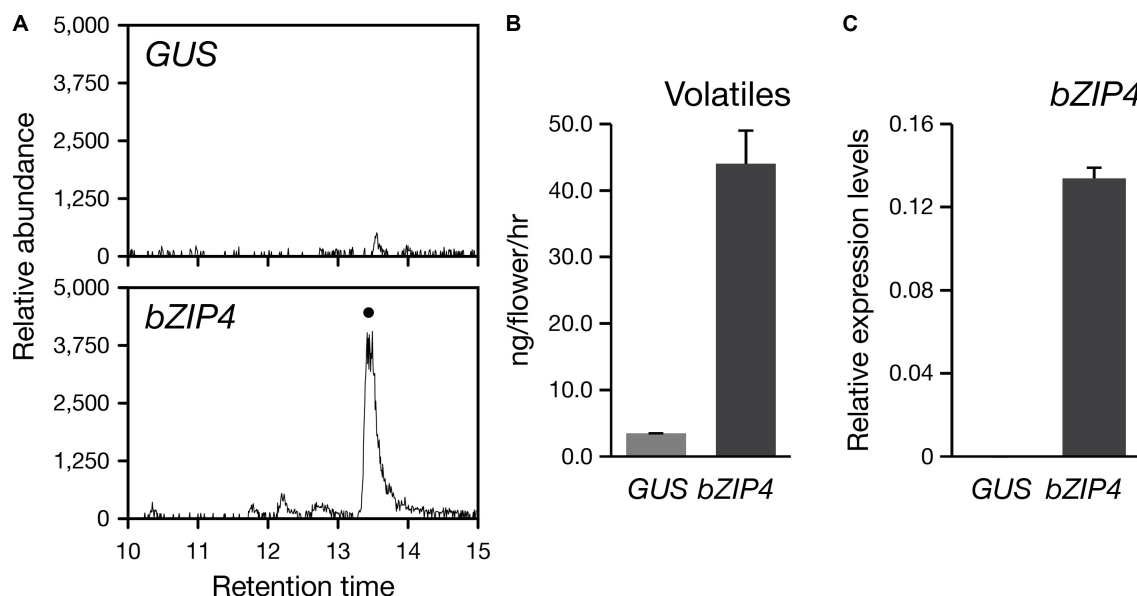 A
Relative abundance
5,000
3,750
2,500
1,250
0
GUS
5,000
3,750
2,500
1,250
0
bZIP4
10 11 12 13 14 15
Retention time
B
Volatiles
ng/flower/hr
50.0
40.0
30.0
20.0
10.0
0.0
GUS bZIP4
C
bZIP4
Relative expression levels
0.16
0.12
0.08
0.04
0
GUS bZIP4